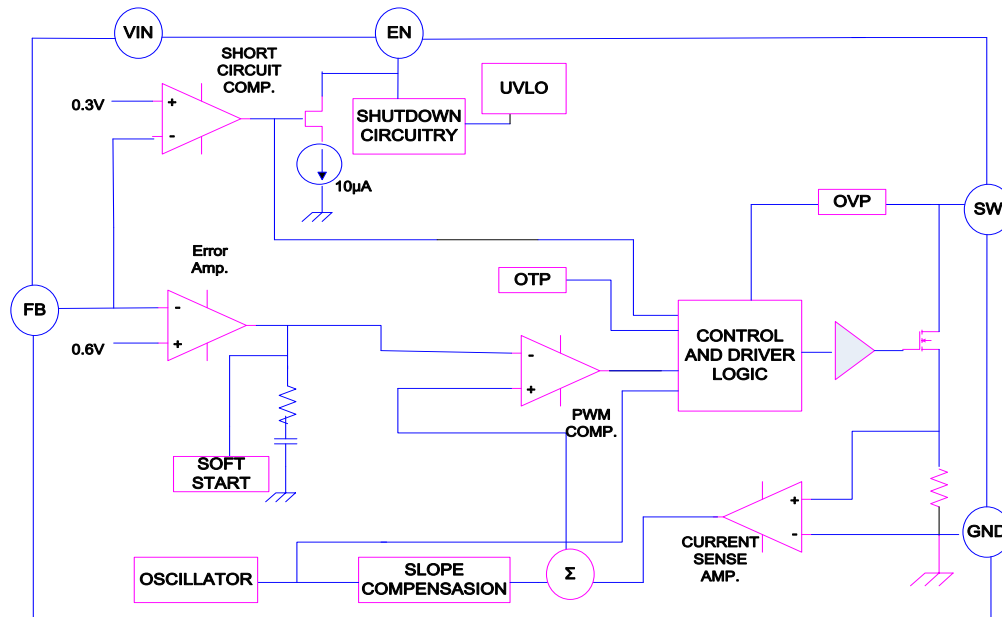 VIN
EN
SHORT
CIRCUIT
COMP.
UVLO
0.3V
+
-
SHUTDOWN
CIRCUITRY
10µA
OVP
SW
Error
Amp.
OTP
FB
-
+
0.6V
CONTROL
AND DRIVER
LOGIC
-
+
PWM
COMP.
SOFT
START
+
-
CURRENT
SENSE
AMP.
GND
OSCILLATOR
SLOPE
COMPENSASION
Σ